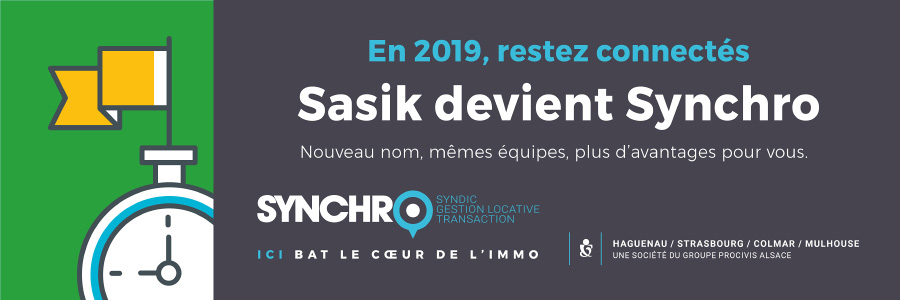 En 2019, restez connectés
Sasik devient Synchro
Nouveau nom, mêmes équipes, plus d'avantages pour vous.
SYNCHRO
SYNDIC
GESTION LOCATIVE
TRANSACTION
ICI BAT LE CŒUR DE L'IMMO
HAGUENAU / STRASBOURG / COLMAR / MULHOUSE
UNE SOCIÉTÉ DU GROUPE PROCIVIS ALSACE